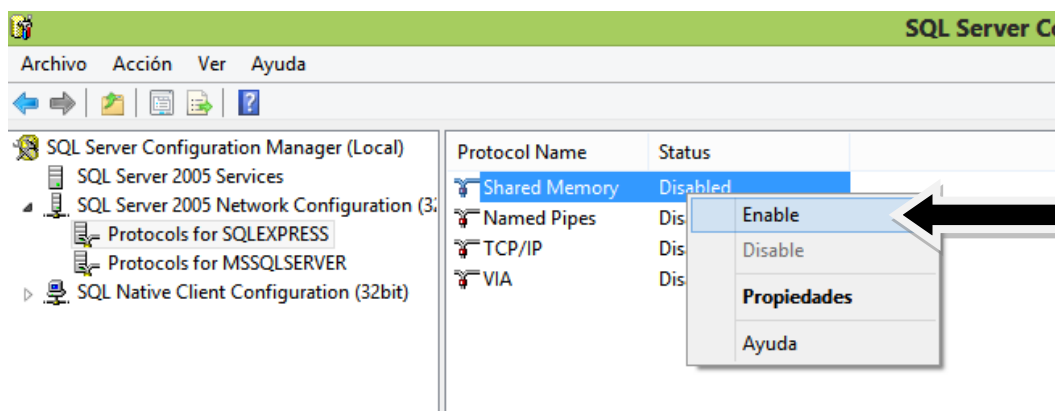 SQL Server Co
Archivo Acción Ver Ayuda
SQL Server Configuration Manager (Local)
SQL Server 2005 Services
SQL Server 2005 Network Configuration (32
Protocols for SQLEXPRESS
Protocols for MSSQLSERVER
SQL Native Client Configuration (32bit)
Protocol Name Status
Shared Memory Disabled
Named Pipes Dis
TCP/IP Dis
VIA Dis
Enable
Disable
Propiedades
Ayuda